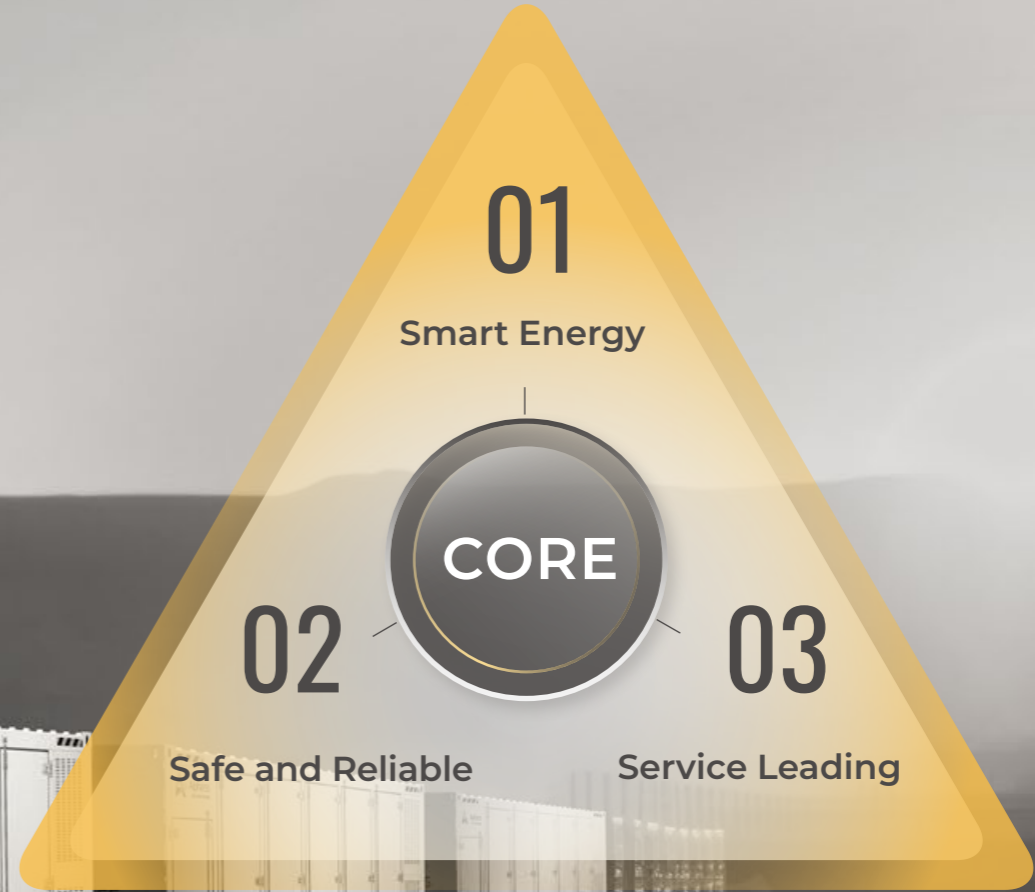 01
Smart Energy
CORE
02
03
Safe and Reliable
Service Leading